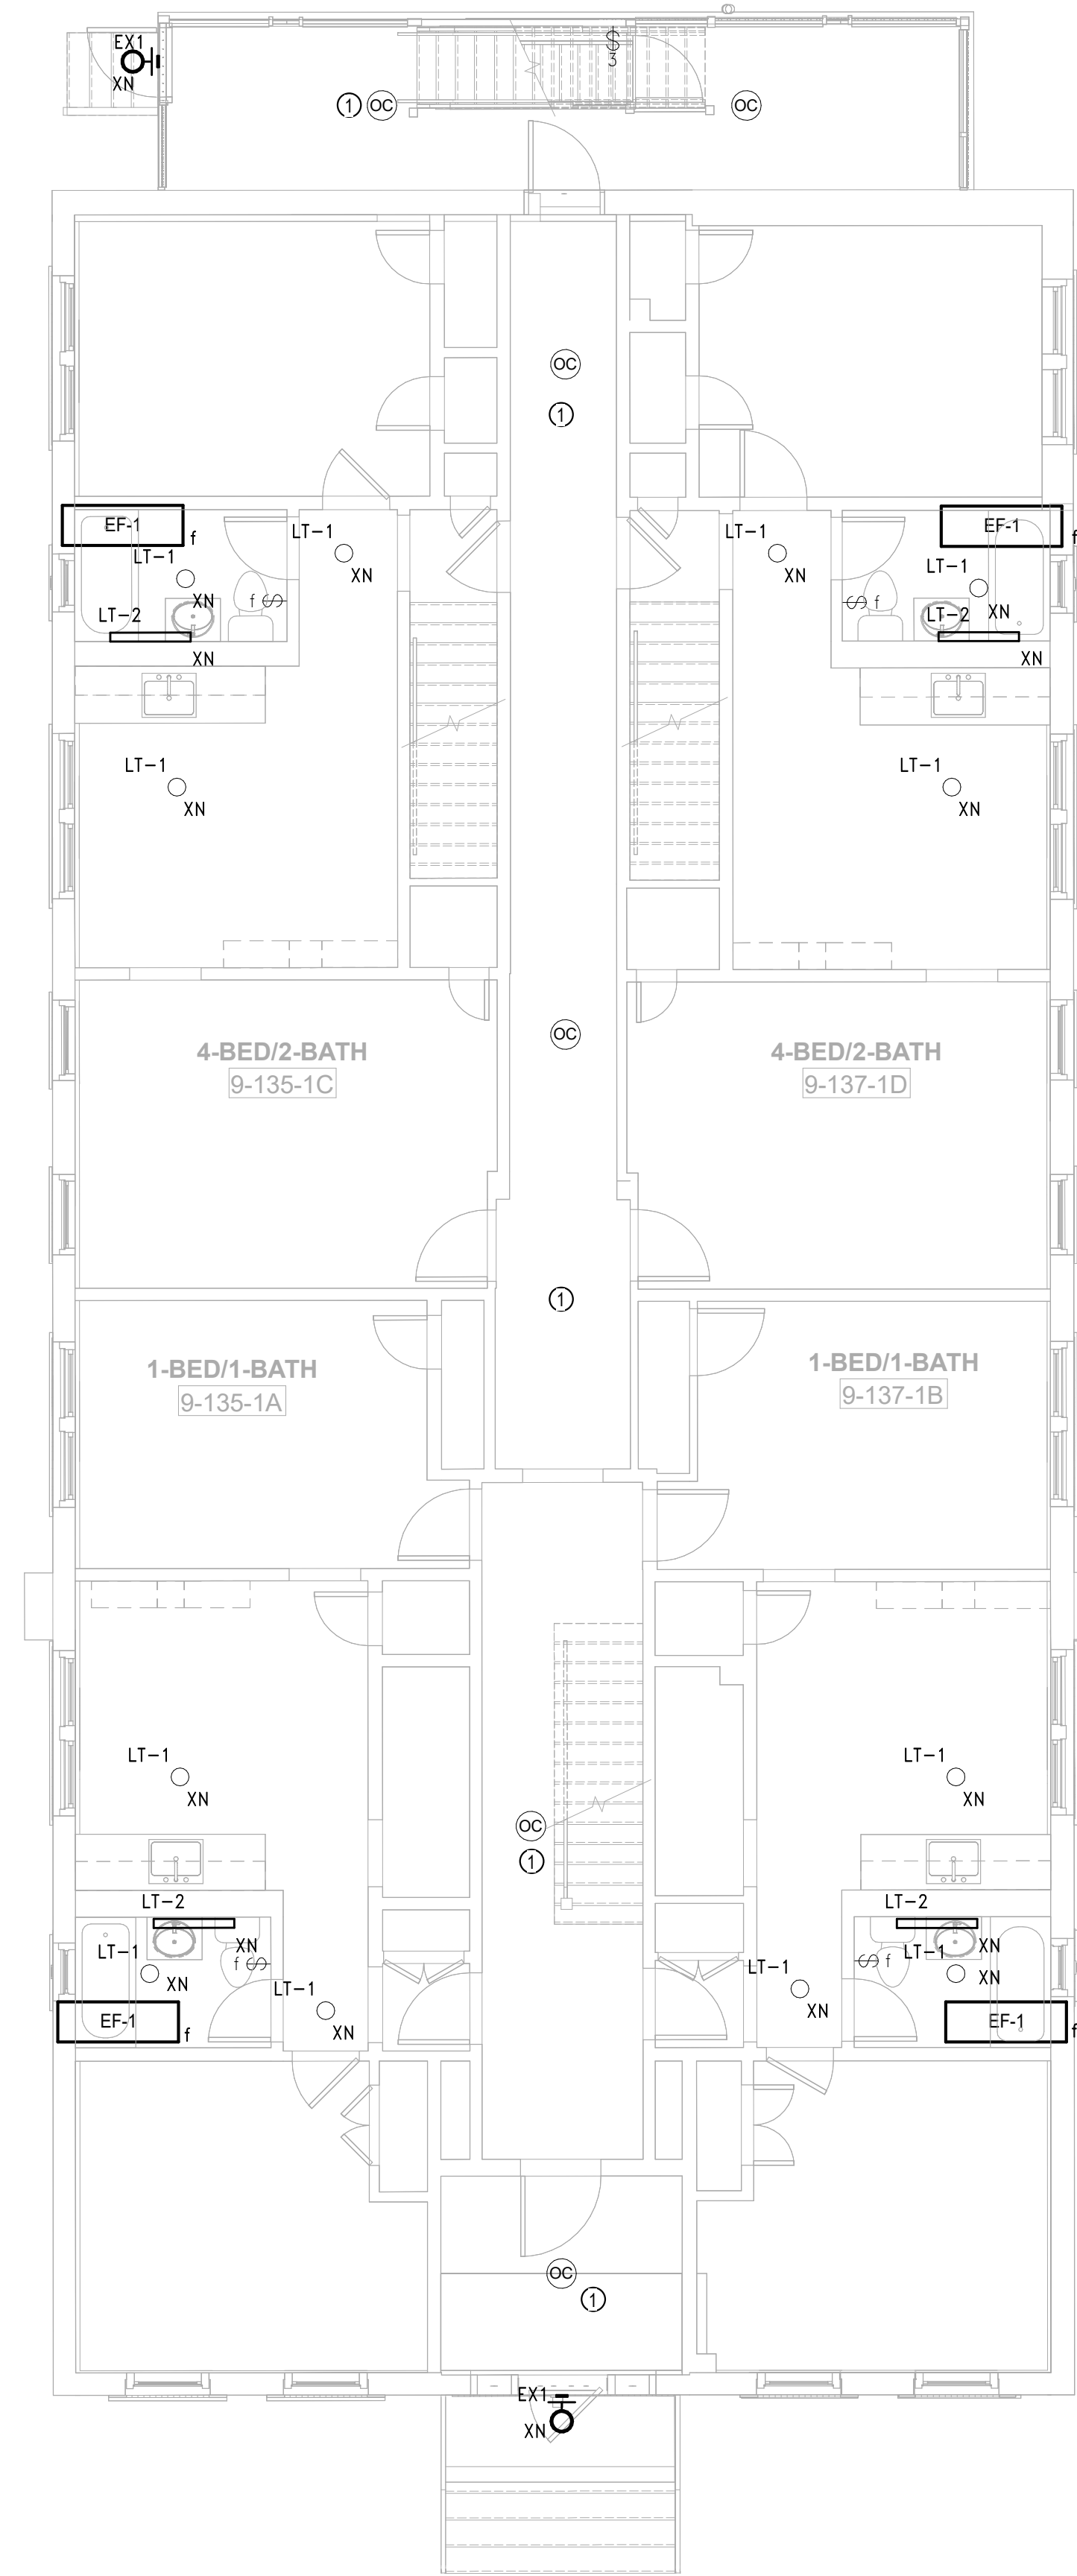 EX1
XN
$
3
1 OC
OC
OC
1
EF-1
f
EF-1
f
LT-1
LT-1
LT-1
LT-1
XN
XN
XN
XN
f $
$ f
LT-2
LT-2
XN
XN
LT-1
LT-1
XN
XN
OC
4-BED/2-BATH
4-BED/2-BATH
9-135-1C
9-137-1D
1
1-BED/1-BATH
1-BED/1-BATH
9-135-1A
9-137-1B
LT-1
LT-1
XN
XN
OC
1
LT-2
LT-2
XN
XN
LT-1
LT-1
f $
$ f
XN
XN
LT-1
LT-1
XN
XN
EF-1
f
EF-1
f
OC
1
EX1
XN